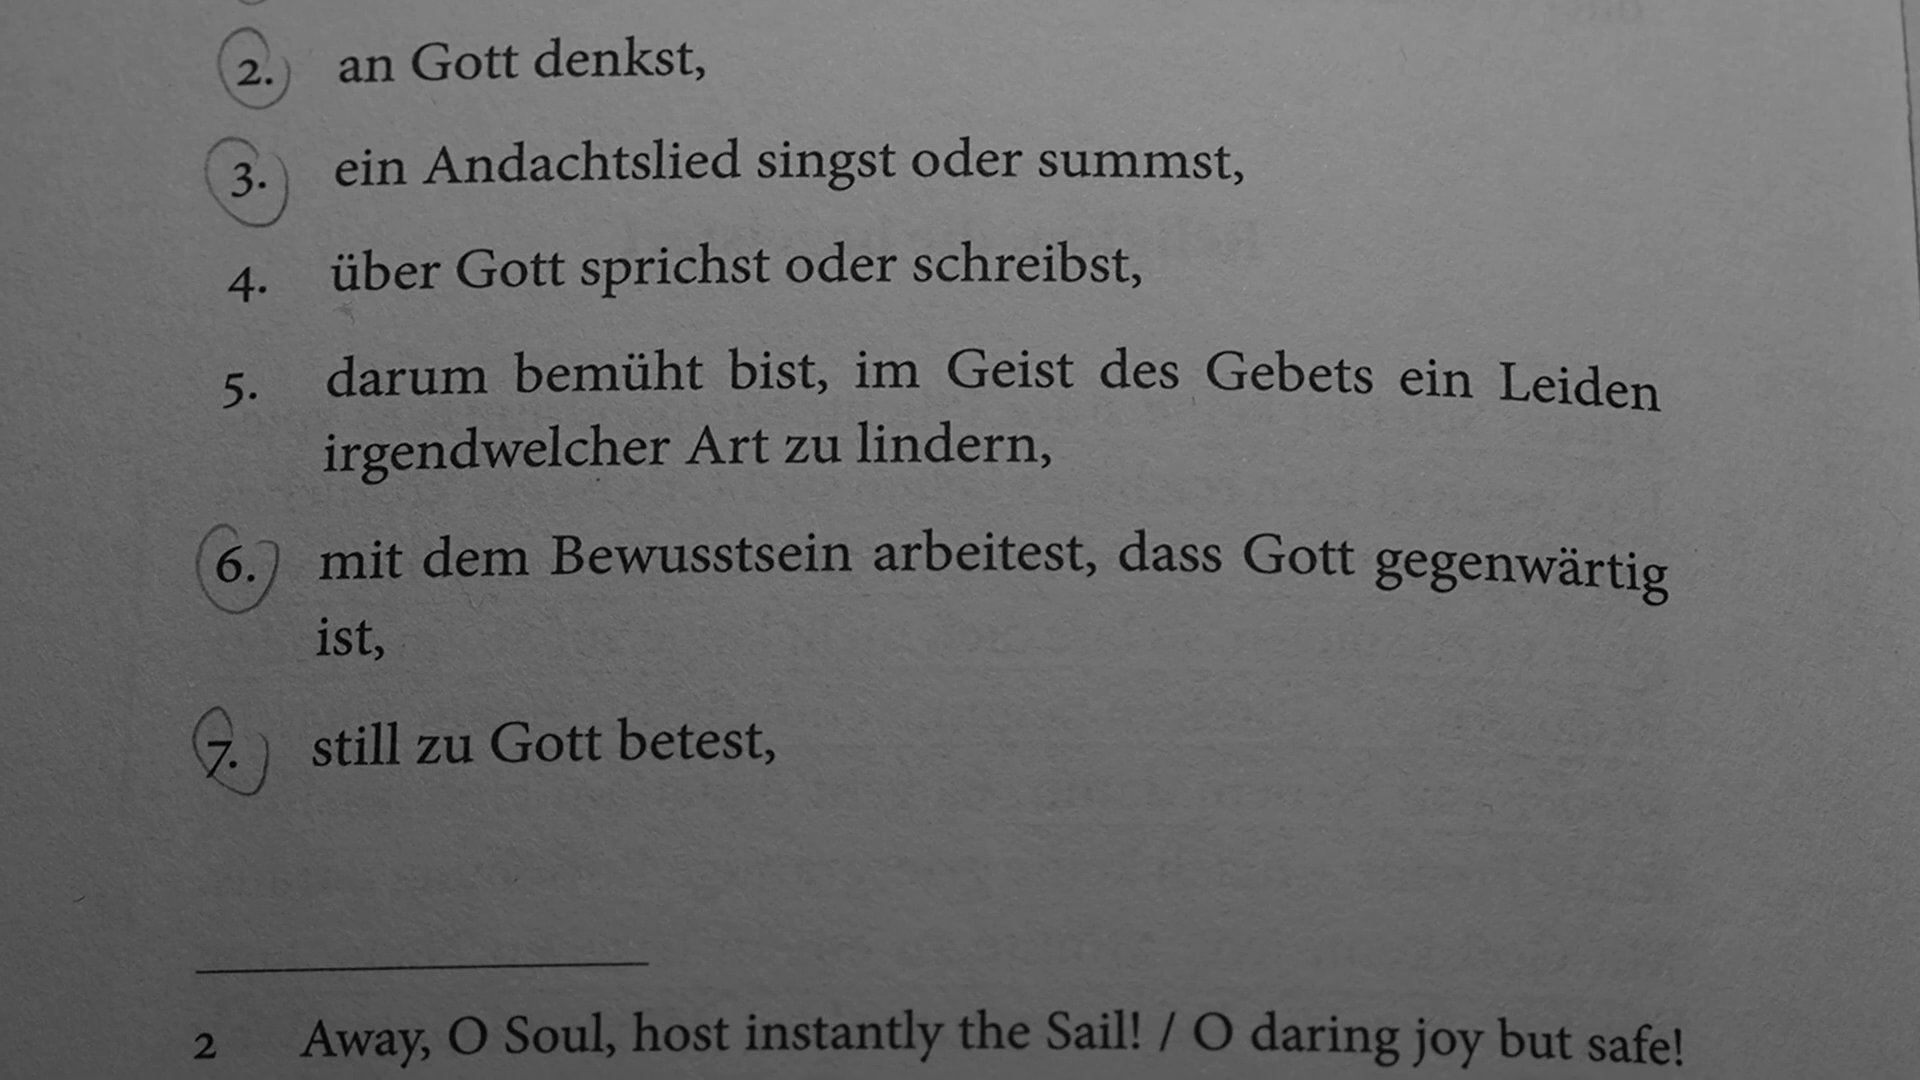 2. an Gott denkst,
3. ein Andachtslied singst oder summst,
4. über Gott sprichst oder schreibst,
5. darum bemüht bist, im Geist des Gebets ein Leiden
irgendwelcher Art zu lindern,
6. mit dem Bewusstsein arbeitest, dass Gott gegenwärtig
ist,
7. still zu Gott betest,
2 Away, O Soul, host instantly the Sail! / O daring joy but safe!